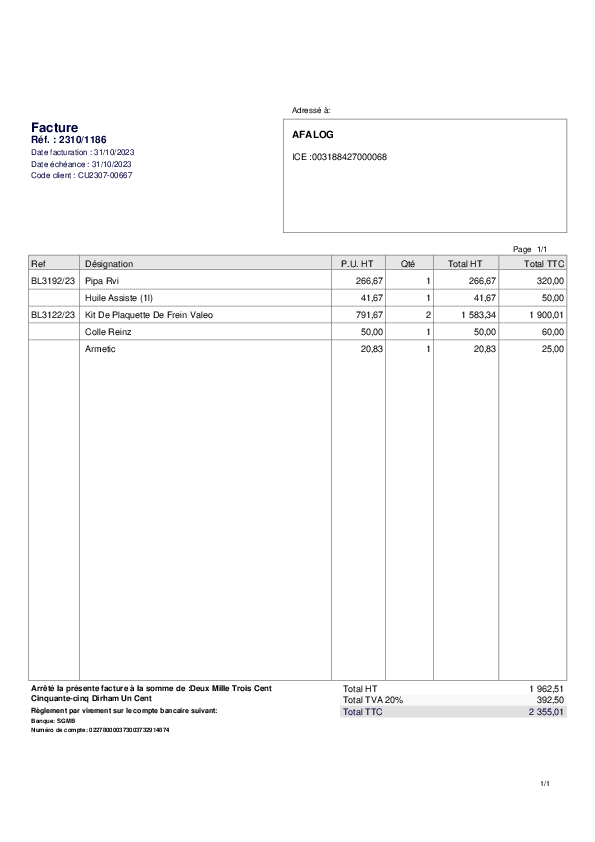 Adressé à:
Facture
Réf. : 2310/1186
Date facturation : 31/10/2023
Date échéance : 31/10/2023
Code client : CU2307-00667
AFALOG
ICE :003188427000068
Page 1/1
Ref Désignation P.U. HT Qté Total HT Total TTC
BL3192/23 Pipa Rvi 266,67 1 266,67 320,00
Huile Assiste (1l) 41,67 1 41,67 50,00
BL3122/23 Kit De Plaquette De Frein Valeo 791,67 2 1 583,34 1 900,01
Colle Reinz 50,00 1 50,00 60,00
Armetic 20,83 1 20,83 25,00
Arrêté la présente facture à la somme de :Deux Mille Trois Cent
Cinquante-cinq Dirham Un Cent
Règlement par virement sur le compte bancaire suivant:
Banque: SGMB
Numéro de compte: 022780000373003732914874
Total HT 1 962,51
Total TVA 20% 392,50
Total TTC 2 355,01
1/1